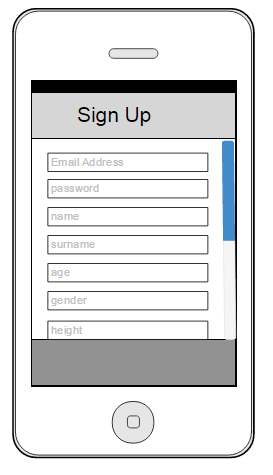 Sign Up
Email Address
password
name
surname
age
gender
height